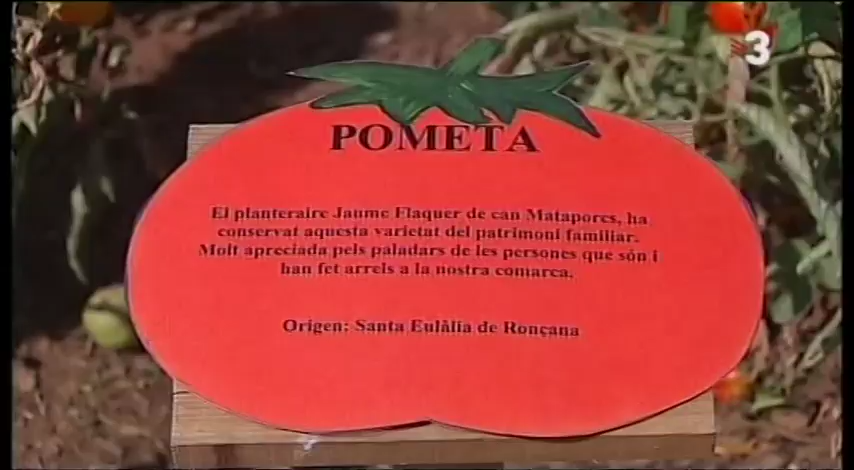 3
POMETA
El planteraire Jaume Flaquer de can Matapores, ha
conservat aquesta varietat del patrimoni familiar.
Molt apreciada pels paladars de les persones que són i
han fet arrels a la nostra comarca.
Origen: Santa Eulàlia de Ronçana